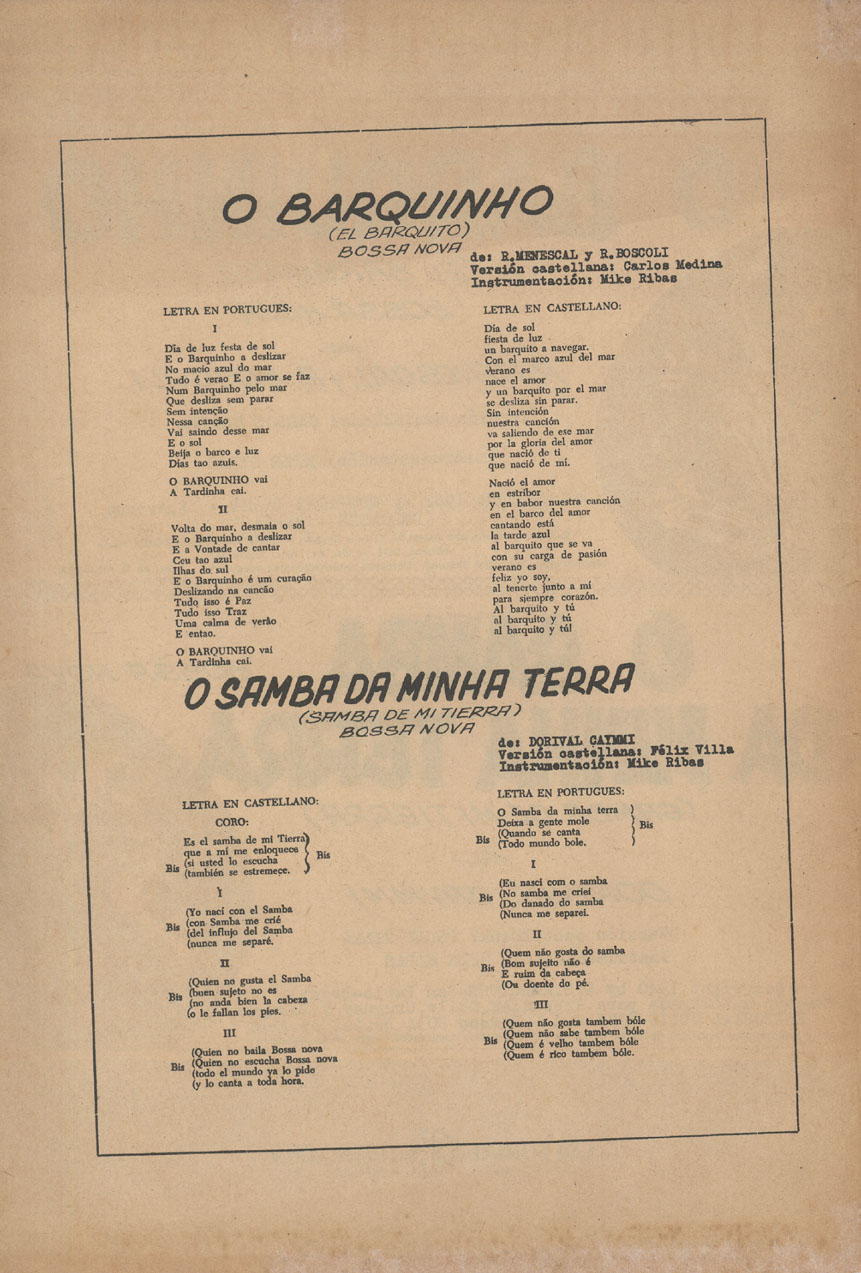 O BARQUINHO
(EL BARQUITO)
BOSSA NOVA
de: R.MENESCAL y R.BOSCOLI
Versión castellana: Carlos Medina
Instrumentación: Mike Ribas
LETRA EN PORTUGUES:
I
Dia de luz festa de sol
E o Barquinho a deslizar
No macio azul do mar
Tudo é verao E o amor se faz
Num Barquinho pelo mar
Que desliza sem parar
Sem intenção
Nessa canção
Vai saindo desse mar
E o sol
Beija o barco e luz
Dias tao azuis.
O BARQUINHO vai
A Tardinha cai.
II
Volta do mar, desmaia o sol
E o Barquinho a deslizar
E a Vontade de cantar
Ceu tao azul
Ilhas do sul
E o Barquinho é um curação
Deslizando na cancão
Tudo isso é Paz
Tudo isso Traz
Uma calma de verão
E entao.
O BARQUINHO vai
A Tardinha cai.
LETRA EN CASTELLANO:
Día de sol
fiesta de luz
un barquito a navegar.
Con el marco azul del mar
verano es
nace el amor
y un barquito por el mar
se desliza sin parar.
Sin intención
nuestra canción
va saliendo de ese mar
por la gloria del amor
que nació de ti
que nació de mí.
Nació el amor
en estribor
y en babor nuestra canción
en el barco del amor
cantando está
la tarde azul
al barquito que se va
con su carga de pasión
verano es
feliz yo soy,
al tenerte junto a mí
para siempre corazón.
Al barquito y tú
al barquito y tú
al barquito y tú!
O SAMBA DA MINHA TERRA
(SAMBA DE MI TIERRA)
BOSSA NOVA
de: DORIVAL CAYMMI
Versión castellana: Félix Villa
Instrumentación: Mike Ribas
LETRA EN CASTELLANO:
CORO:
Es el samba de mi Tierra)
que a mí me enloquece
(si usted lo escucha Bis
Bis (también se estremece.
I
(Yo nací con el Samba
Bis (con Samba me crié
(del influjo del Samba
(nunca me separé.
II
(Quien no gusta el Samba
Bis (buen sujeto no es
(no anda bien la cabeza
(o le fallan los pies.
III
(Quien no baila Bossa nova
Bis (Quien no escucha Bossa nova
(todo el mundo ya lo pide
(y lo canta a toda hora.
LETRA EN PORTUGUES:
O Samba da minha terra )
Deixa a gente mole
(Quando se canta Bis
Bis (Todo mundo bole. )
I
(Eu nasci com o samba
Bis (No samba me criei
(Do danado do samba
(Nunca me separei.
II
(Quem não gosta do samba
Bis (Bom sujeito não é
E ruim da cabeça
(Ou doente do pé.
III
(Quem não gosta tambem bóle
(Quem não sabe tambem bóle
Bis (Quem é velho tambem bóle
(Quem é rico tambem bóle.